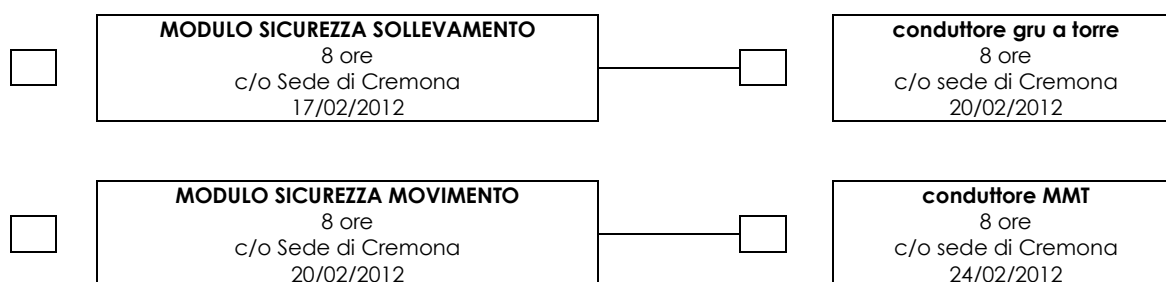 MODULO SICUREZZA SOLLEVAMENTO
8 ore
c/o Sede di Cremona
17/02/2012
conduttore gru a torre
8 ore
c/o sede di Cremona
20/02/2012
MODULO SICUREZZA MOVIMENTO
8 ore
c/o Sede di Cremona
20/02/2012
conduttore MMT
8 ore
c/o sede di Cremona
24/02/2012